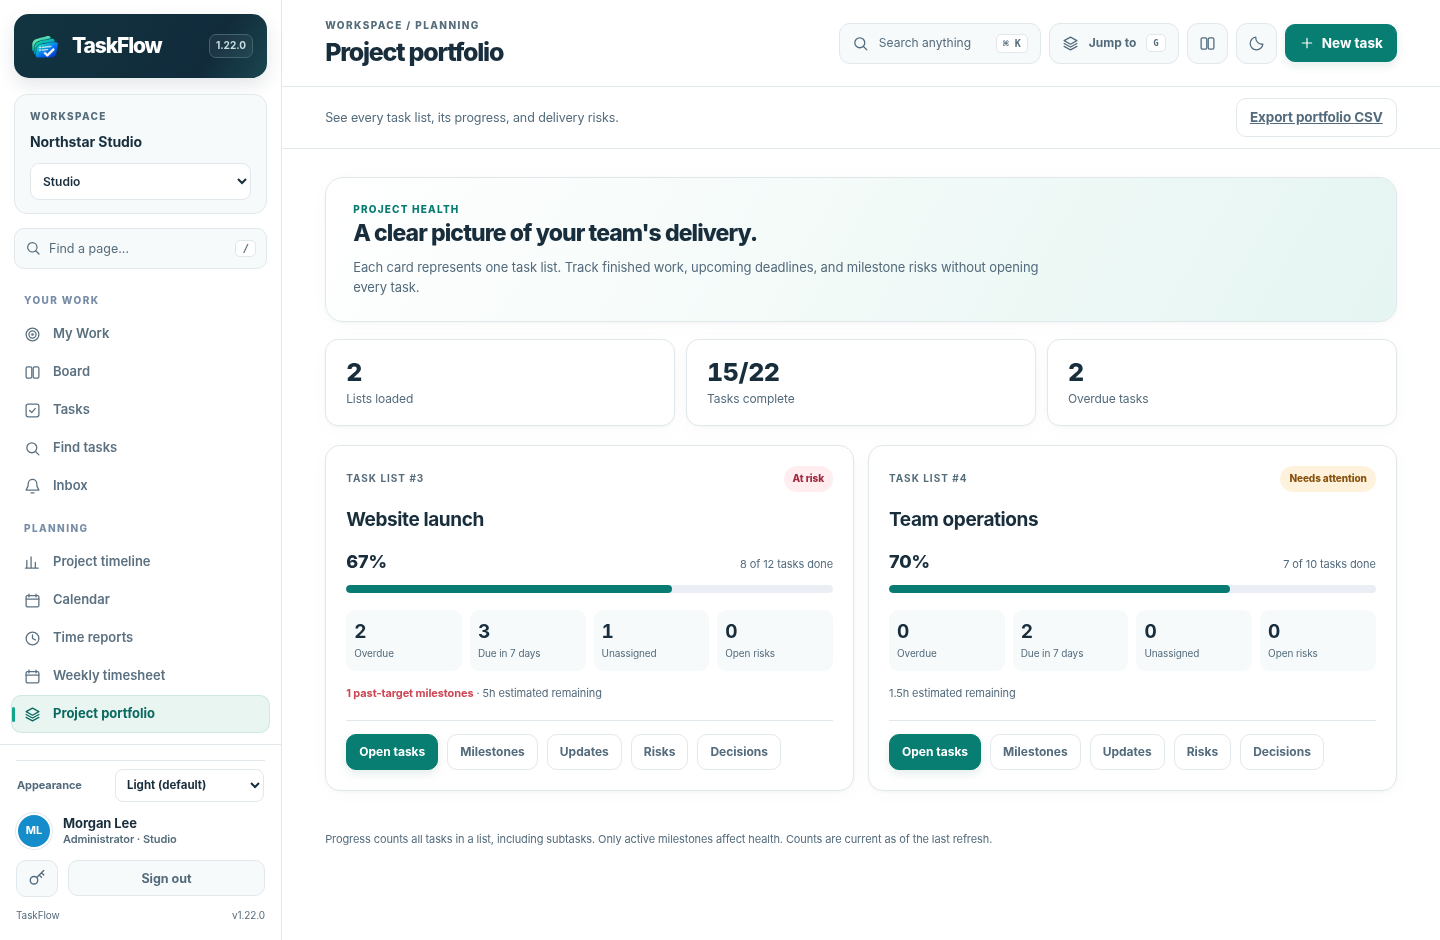 TaskFlow
1.22.0
WORKSPACE
Northstar Studio
Studio
Find a page...
/
YOUR WORK
My Work
Board
Tasks
Find tasks
Inbox
PLANNING
Project timeline
Calendar
Time reports
Weekly timesheet
Project portfolio
Appearance
Light (default)
ML
Morgan Lee
Administrator · Studio
Sign out
TaskFlow
v1.22.0
WORKSPACE / PLANNING
Project portfolio
Search anything
⌘ K
Jump to
G
New task
See every task list, its progress, and delivery risks.
Export portfolio CSV
PROJECT HEALTH
A clear picture of your team's delivery.
Each card represents one task list. Track finished work, upcoming deadlines, and milestone risks without opening
every task.
2
Lists loaded
15/22
Tasks complete
2
Overdue tasks
TASK LIST #3
At risk
Website launch
67%
8 of 12 tasks done
2
Overdue
3
Due in 7 days
1
Unassigned
0
Open risks
1 past-target milestones · 5h estimated remaining
Open tasks
Milestones
Updates
Risks
Decisions
TASK LIST #4
Needs attention
Team operations
70%
7 of 10 tasks done
0
Overdue
2
Due in 7 days
0
Unassigned
0
Open risks
1.5h estimated remaining
Open tasks
Milestones
Updates
Risks
Decisions
Progress counts all tasks in a list, including subtasks. Only active milestones affect health. Counts are current as of the last refresh.